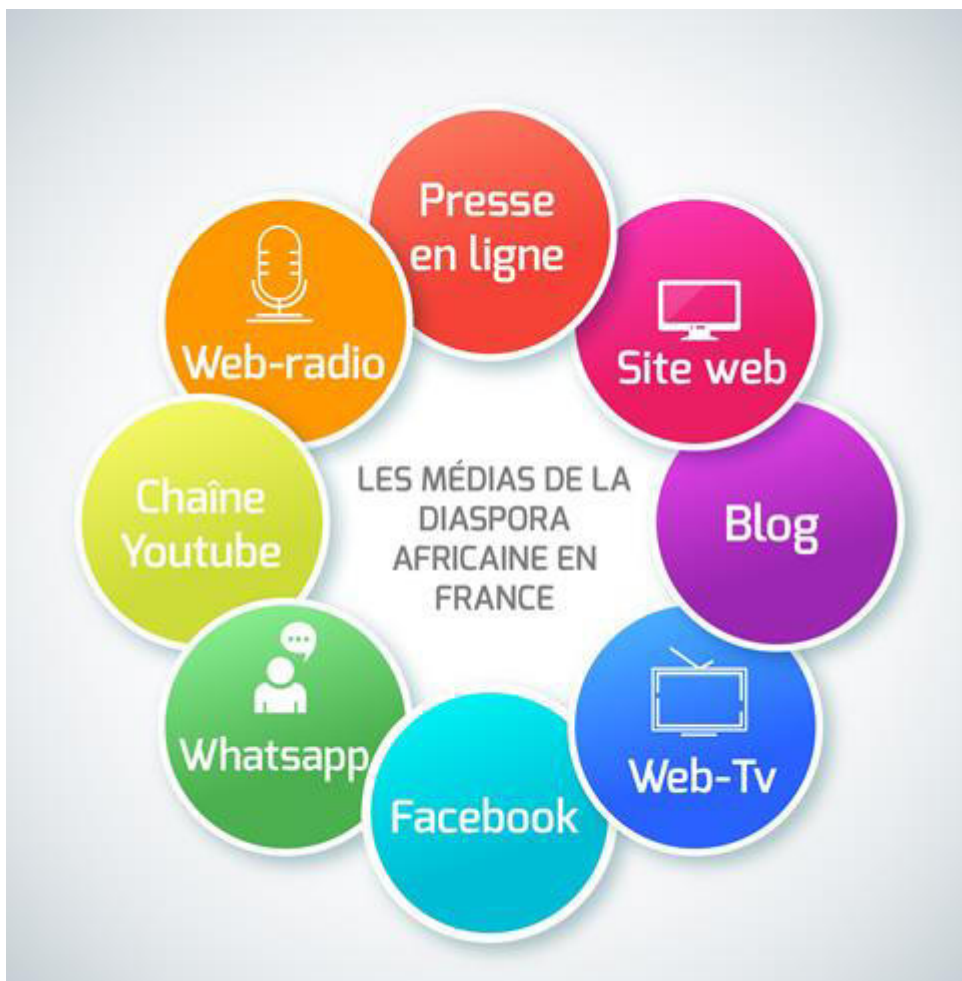 Presse
en ligne
Site web
Blog
Web-Tv
Facebook
Whatsapp
Chaîne
Youtube
Web-radio
LES MÉDIAS DE LA
DIASPORA
AFRICAINE EN
FRANCE